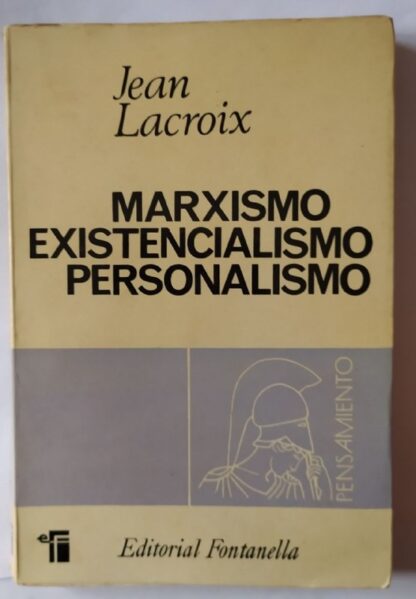 Jean
Lacroix
MARXISMO
EXISTENCIALISMO
PERSONALISMO
PENSAMIENTO
Editorial Fontanella